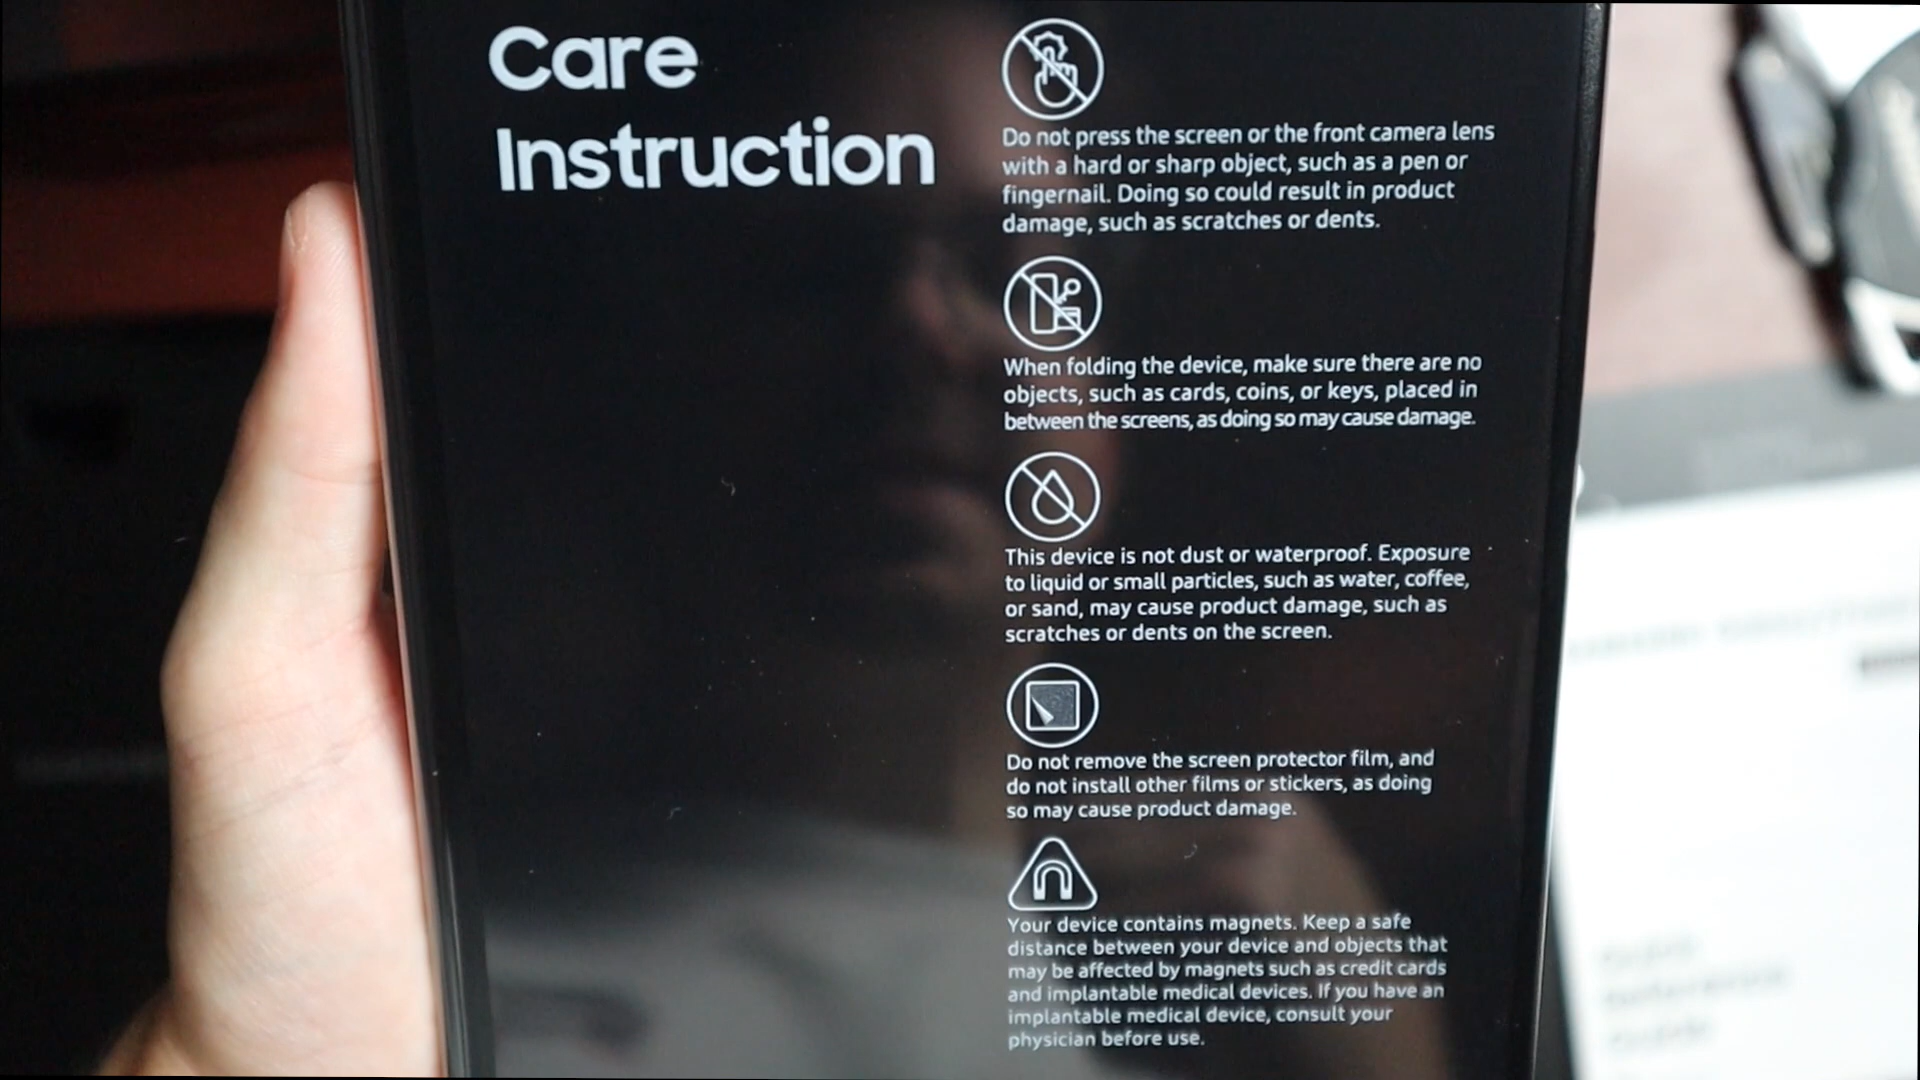 Care
Instruction
Do not press the screen or the front camera lens
with a hard or sharp object, such as a pen or
fingernail. Doing so could result in product
damage, such as scratches or dents.
When folding the device, make sure there are no
objects, such as cards, coins, or keys, placed in
between the screens, as doing so may cause damage.
This device is not dust or waterproof. Exposure
to liquid or small particles, such as water, coffee,
or sand, may cause product damage, such as
scratches or dents on the screen.
Do not remove the screen protector film, and
do not install other films or stickers, as doing
so may cause product damage.
Your device contains magnets. Keep a safe
distance between your device and objects that
may be affected by magnets such as credit cards
and implantable medical devices. If you have an
implantable medical device, consult your
physician before use.